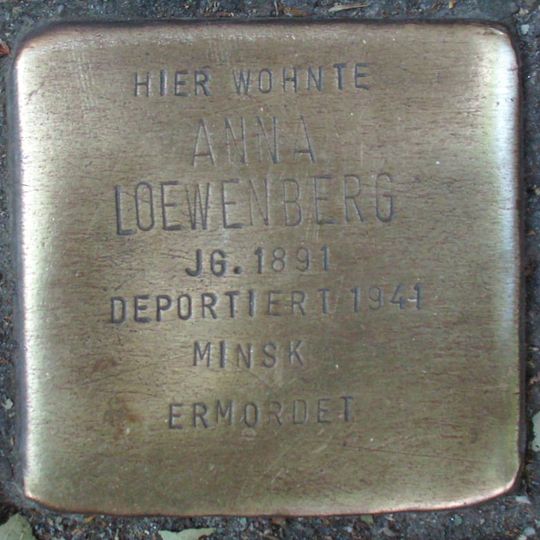 HIER WOHNTE
ANNA
LOEWENBERG
JG. 1891
DEPORTIERT 1941
MINSK
ERMORDET